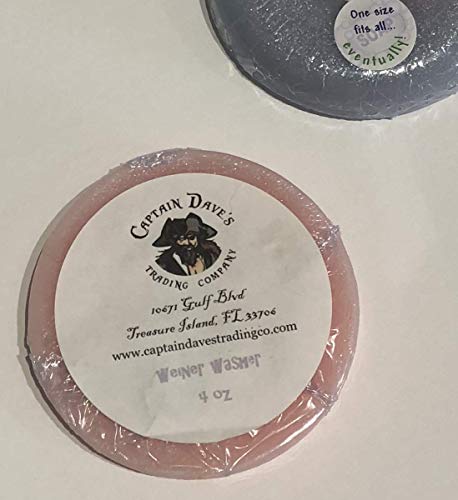 One size
fits all...
SOAP
eventually!
CAPTAIN DAVE'S
TRADING COMPANY
10671 Gulf Blvd
Treasure Island, FL 33706
www.captaindavestradingco.com
Weiner Washer
4 oz